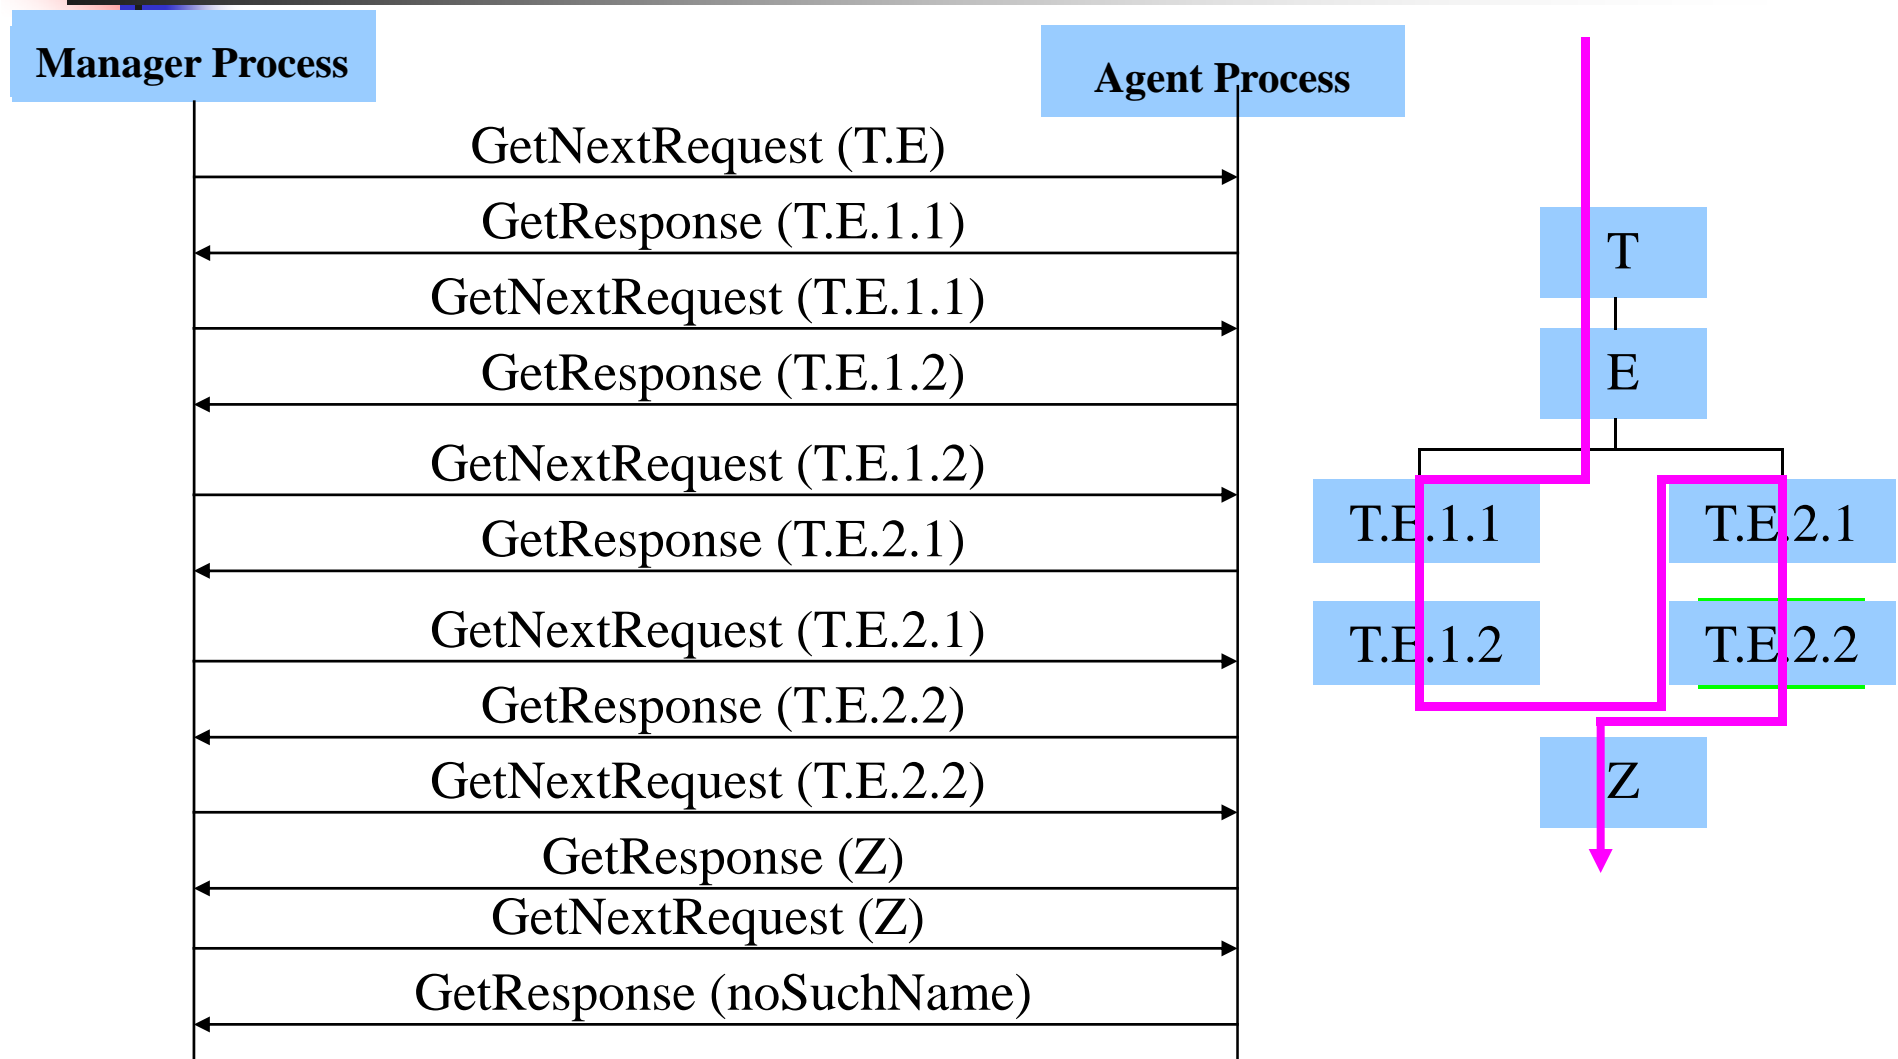 Manager Process
Agent Process
GetNextRequest (T.E)
GetResponse (T.E.1.1)
GetNextRequest (T.E.1.1)
GetResponse (T.E.1.2)
GetNextRequest (T.E.1.2)
GetResponse (T.E.2.1)
GetNextRequest (T.E.2.1)
GetResponse (T.E.2.2)
GetNextRequest (T.E.2.2)
GetResponse (Z)
GetNextRequest (Z)
GetResponse (noSuchName)
T
E
T.E.1.1
T.E.2.1
T.E.1.2
T.E.2.2
Z